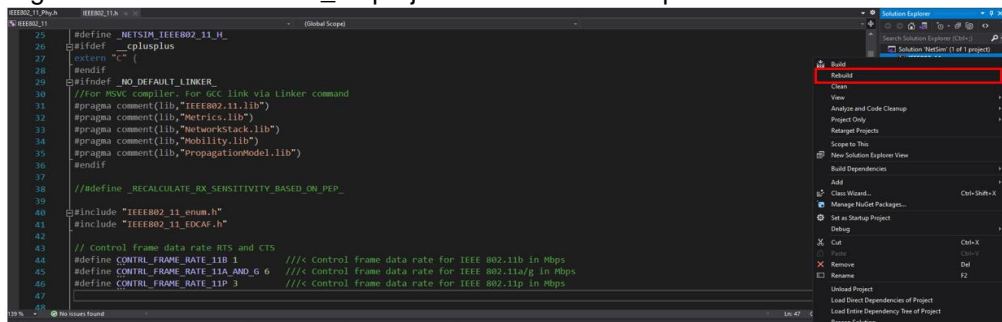 IEEE802_11_Phy.h
IEEE802_11.h
Solution Explorer
IEEE802_11
(Global Scope)
Search Solution Explorer (Ctrl+;)
Solution 'NetSim' (1 of 1 project)
25 #define _NETSIM_IEEE802_11_H_
26 #ifdef __cplusplus
27 extern "C" {
28 #endif
29 #ifndef _NO_DEFAULT_LINKER_
30 //For MSVC compiler. For GCC link via Linker command
31 #pragma comment(lib,"IEEE802.11.lib")
32 #pragma comment(lib,"Metrics.lib")
33 #pragma comment(lib,"NetworkStack.lib")
34 #pragma comment(lib,"Mobility.lib")
35 #pragma comment(lib,"PropagationModel.lib")
36 #endif
37
38 //#define _RECALCULATE_RX_SENSITIVITY_BASED_ON_PEP_
39
40 #include "IEEE802_11_enum.h"
41 #include "IEEE802_11_EDCAF.h"
42
43 // Control frame data rate RTS and CTS
44 #define CONTRL_FRAME_RATE_11B 1 ///< Control frame data rate for IEEE 802.11b in Mbps
45 #define CONTRL_FRAME_RATE_11A_AND_G 6 ///< Control frame data rate for IEEE 802.11a/g in Mbps
46 #define CONTRL_FRAME_RATE_11P 3 ///< Control frame data rate for IEEE 802.11p in Mbps
47
48
139 %
No issues found
Ln: 47
Build
Rebuild
Clean
View
Analyze and Code Cleanup
Project Only
Retarget Projects
Scope to This
New Solution Explorer View
Build Dependencies
Add
Class Wizard... Ctrl+Shift+X
Manage NuGet Packages...
Set as Startup Project
Debug
Cut Ctrl+X
Paste Ctrl+V
Remove Del
Rename F2
Unload Project
Load Direct Dependencies of Project
Load Entire Dependency Tree of Project